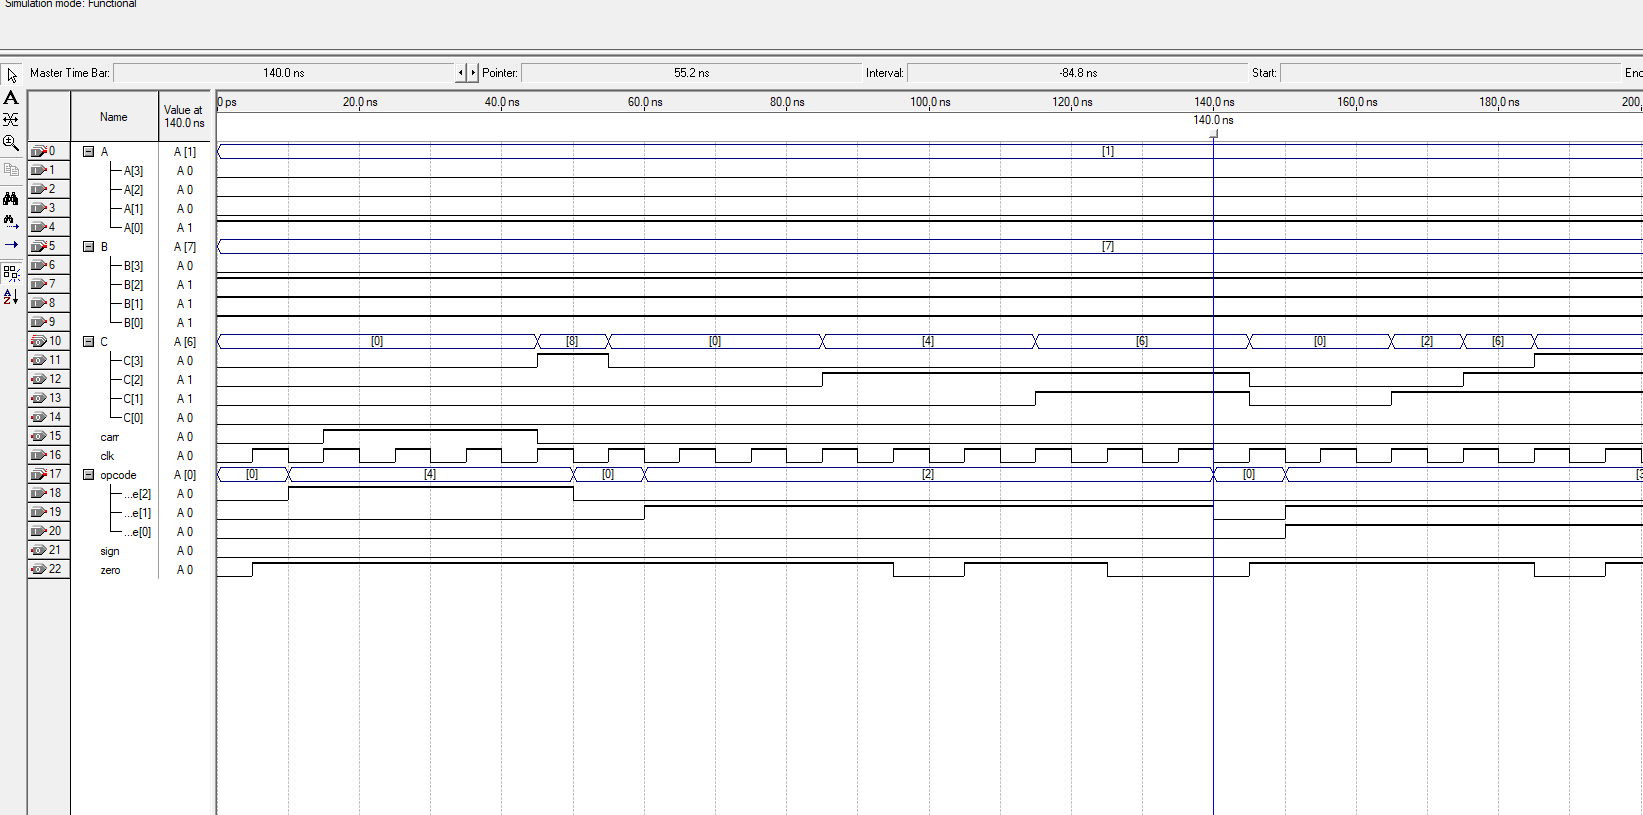 Simulation mode: Functional
Master Time Bar: 140.0 ns Pointer: 55.2 ns Interval: -84.8 ns Start: Enc
Name Value at 140.0 ns
0 ps 20.0 ns 40.0 ns 60.0 ns 80.0 ns 100.0 ns 120.0 ns 140.0 ns 160.0 ns 180.0 ns 200.
140.0 ns
0 A A [1] [1]
1 A[3] A 0
2 A[2] A 0
3 A[1] A 0
4 A[0] A 1
5 B A [7] [7]
6 B[3] A 0
7 B[2] A 1
8 B[1] A 1
9 B[0] A 1
10 C A [6] [0] [8] [0] [4] [6] [0] [2] [6]
11 C[3] A 0
12 C[2] A 1
13 C[1] A 1
14 C[0] A 0
15 carr A 0
16 clk A 0
17 opcode A [0] [0] [4] [0] [2] [0] [3
18 ...e[2] A 0
19 ...e[1] A 0
20 ...e[0] A 0
21 sign A 0
22 zero A 0